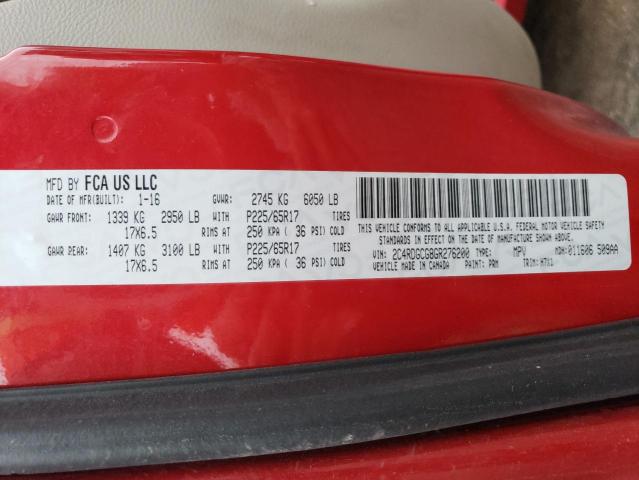 MFD BY FCA US LLC
DATE OF MFR(BUILT): 1-16 GVWR: 2745 KG 6050 LB
GAWR FRONT: 1339 KG 2950 LB WITH P225/65R17 TIRES
17X6.5 RIMS AT 250 KPA ( 36 PSI) COLD
GAWR REAR: 1407 KG 3100 LB WITH P225/65R17 TIRES
17X6.5 RIMS AT 250 KPA ( 36 PSI) COLD
THIS VEHICLE CONFORMS TO ALL APPLICABLE U.S.A. FEDERAL MOTOR VEHICLE SAFETY
STANDARDS IN EFFECT ON THE DATE OF MANUFACTURE SHOWN ABOVE.
VIN: 2C4RDGCG8GR276200 TYPE: MPV MDH: 011606 509AA
VEHICLE MADE IN CANADA PAINT: PRM TRIM: H7X1